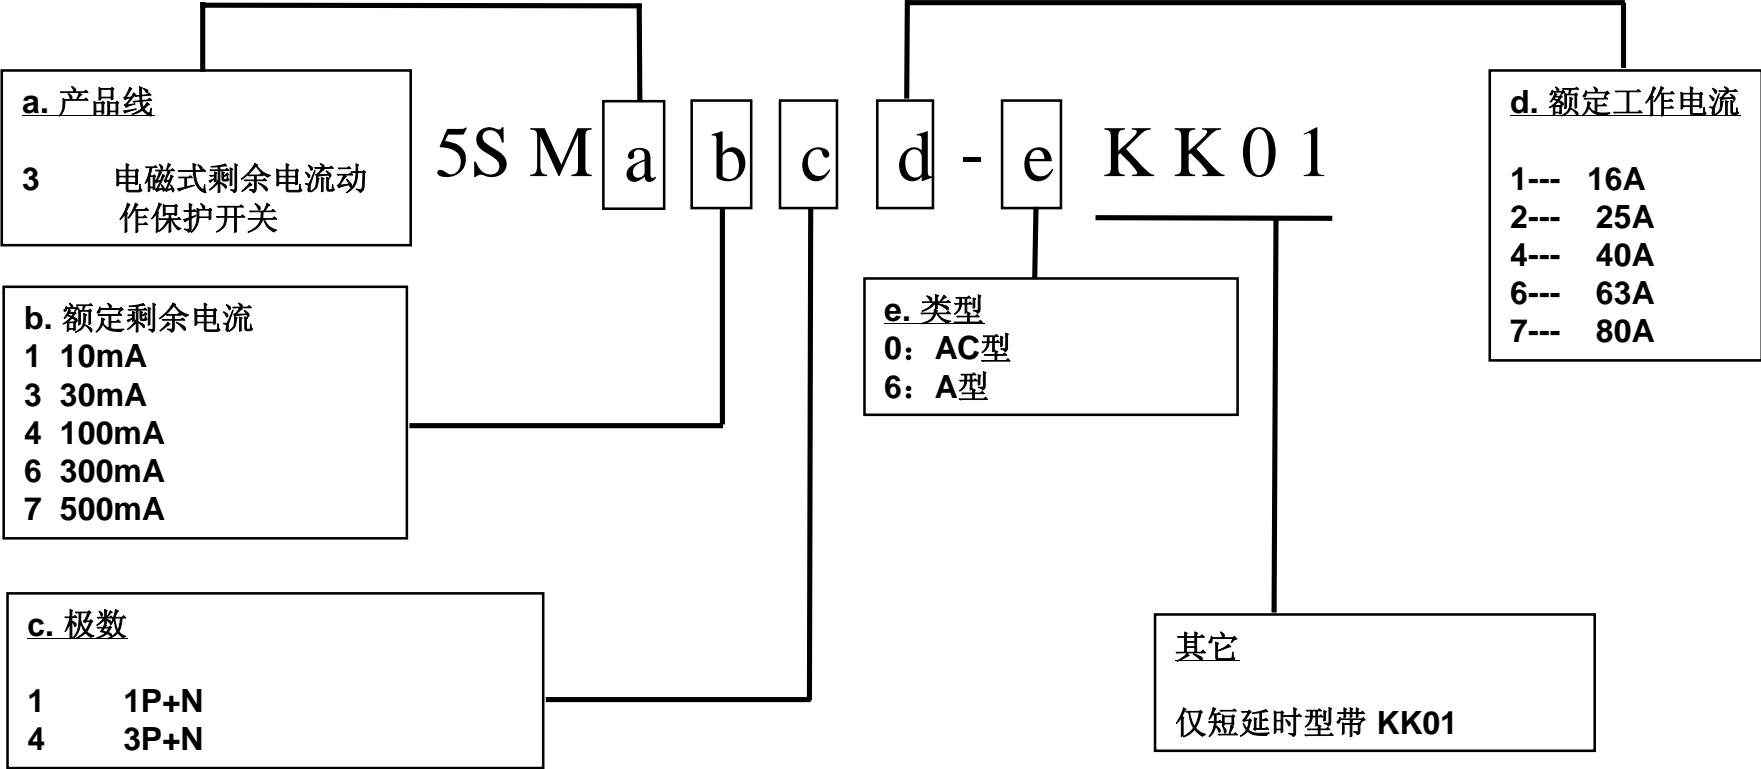 a. 产品线
3 电磁式剩余电流动
作保护开关
5SM a b c d - e KK01
d. 额定工作电流
1--- 16A
2--- 25A
4--- 40A
6--- 63A
7--- 80A
b. 额定剩余电流
1 10mA
3 30mA
4 100mA
6 300mA
7 500mA
e. 类型
0：AC型
6：A型
c. 极数
1 1P+N
4 3P+N
其它
仅短延时型带 KK01